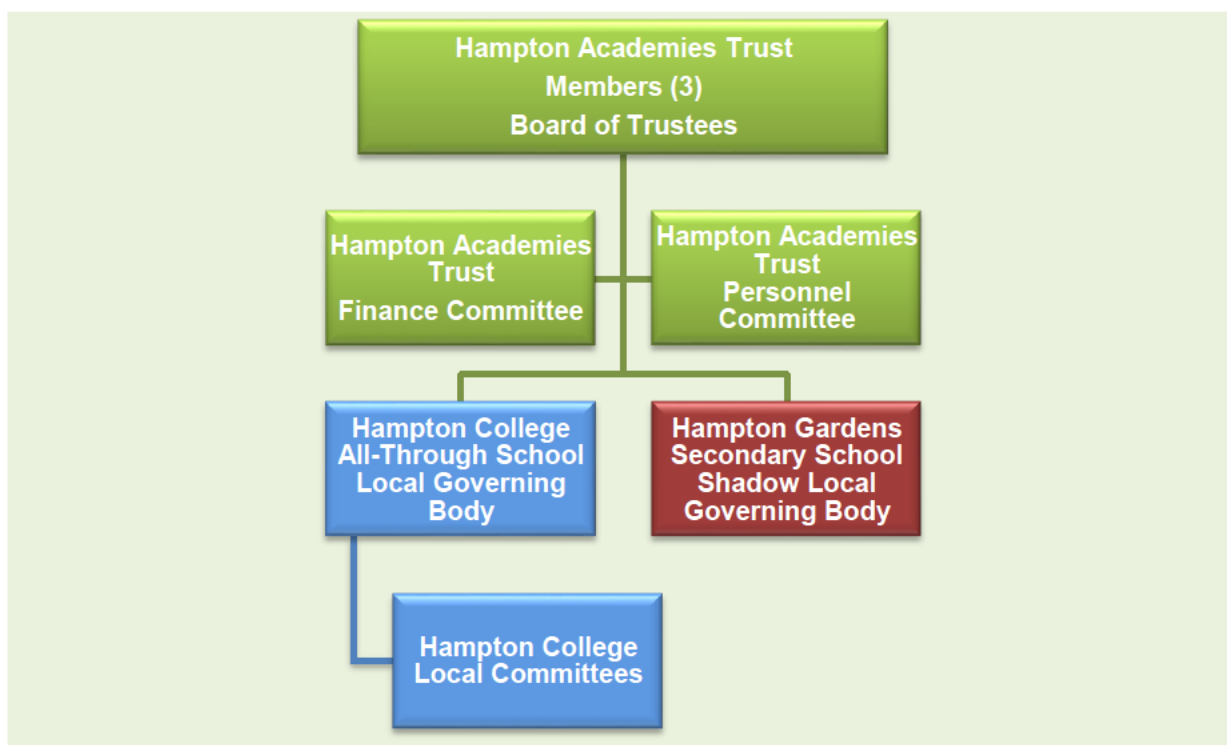 Hampton Academies Trust
Members (3)
Board of Trustees
Hampton Academies
Trust
Finance Committee
Hampton Academies
Trust
Personnel
Committee
Hampton College
All-Through School
Local Governing
Body
Hampton Gardens
Secondary School
Shadow Local
Governing Body
Hampton College
Local Committees